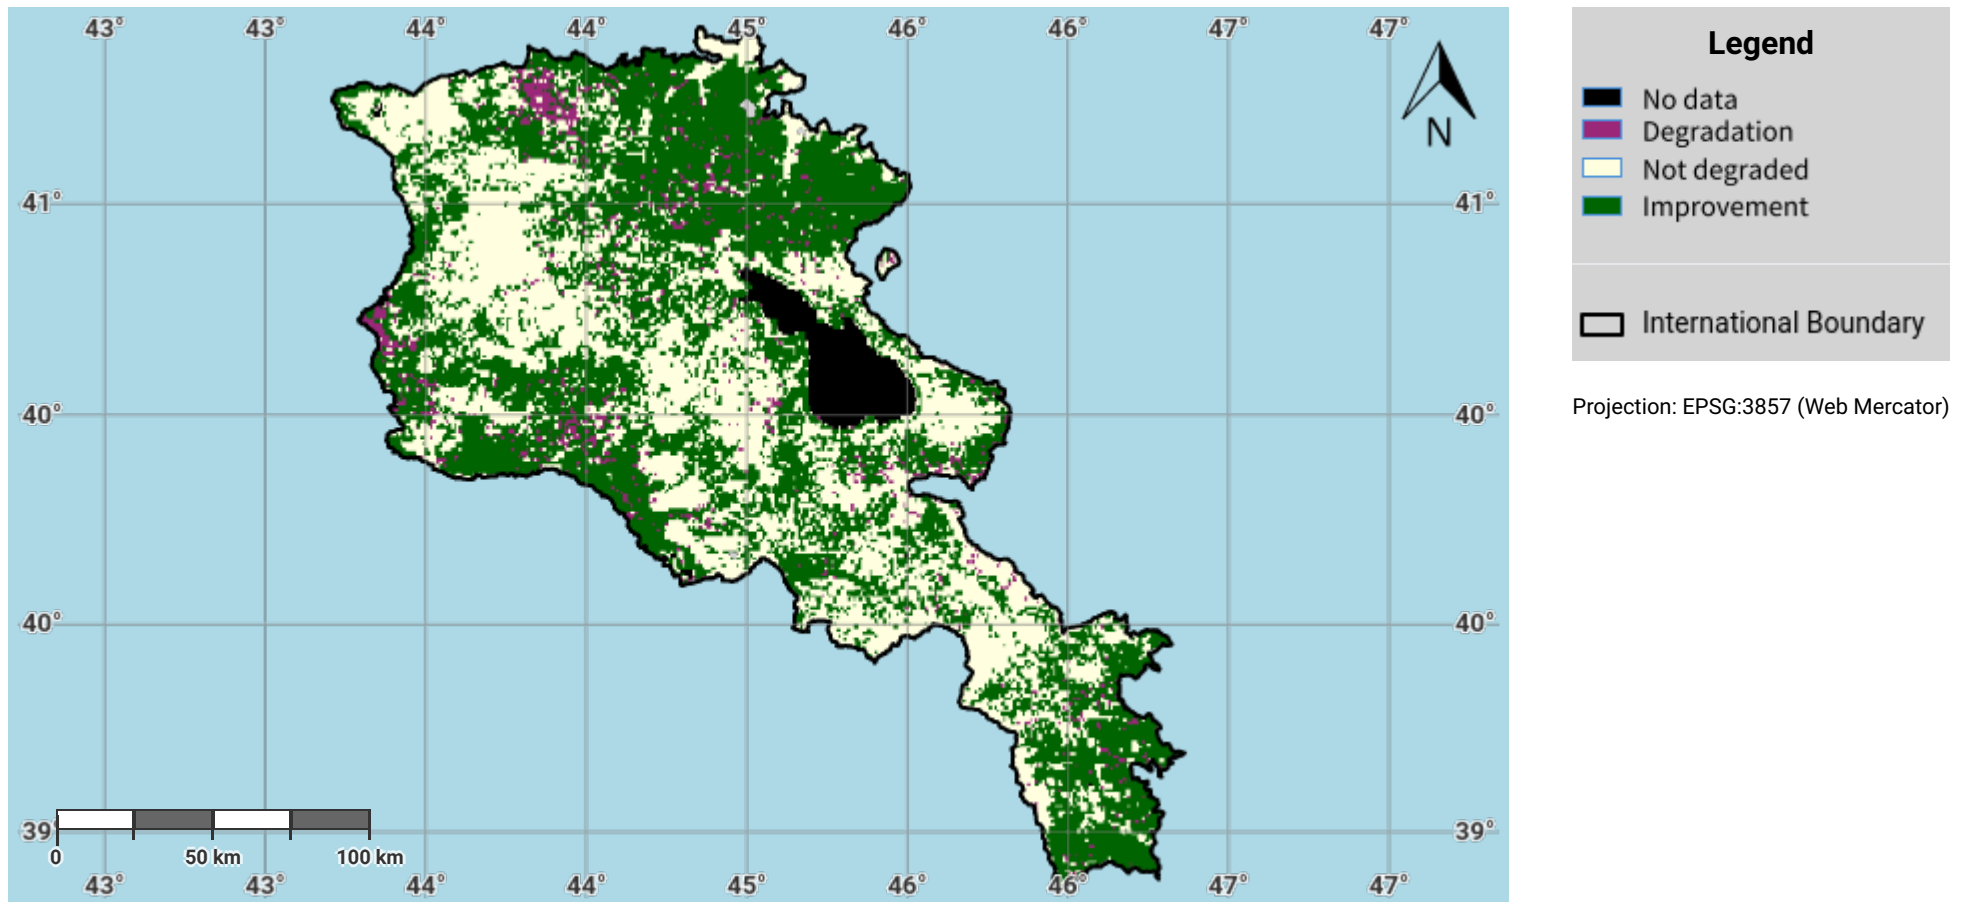 43° 43° 44° 44° 45° 46° 46° 47° 47°
41° 41°
40° 40°
40° 40°
39° 39°
0 50 km 100 km
43° 43° 44° 44° 45° 46° 46° 47° 47°
N
Legend
No data
Degradation
Not degraded
Improvement
International Boundary
Projection: EPSG:3857 (Web Mercator)